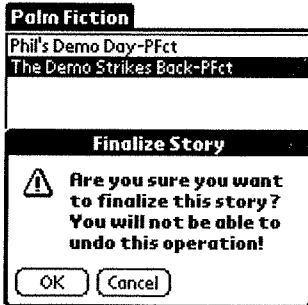 Palm Fiction
Phil's Demo Day-PFct
The Demo Strikes Back-PFct
Finalize Story
Are you sure you want
to finalize this story?
You will not be able to
undo this operation!
OK Cancel